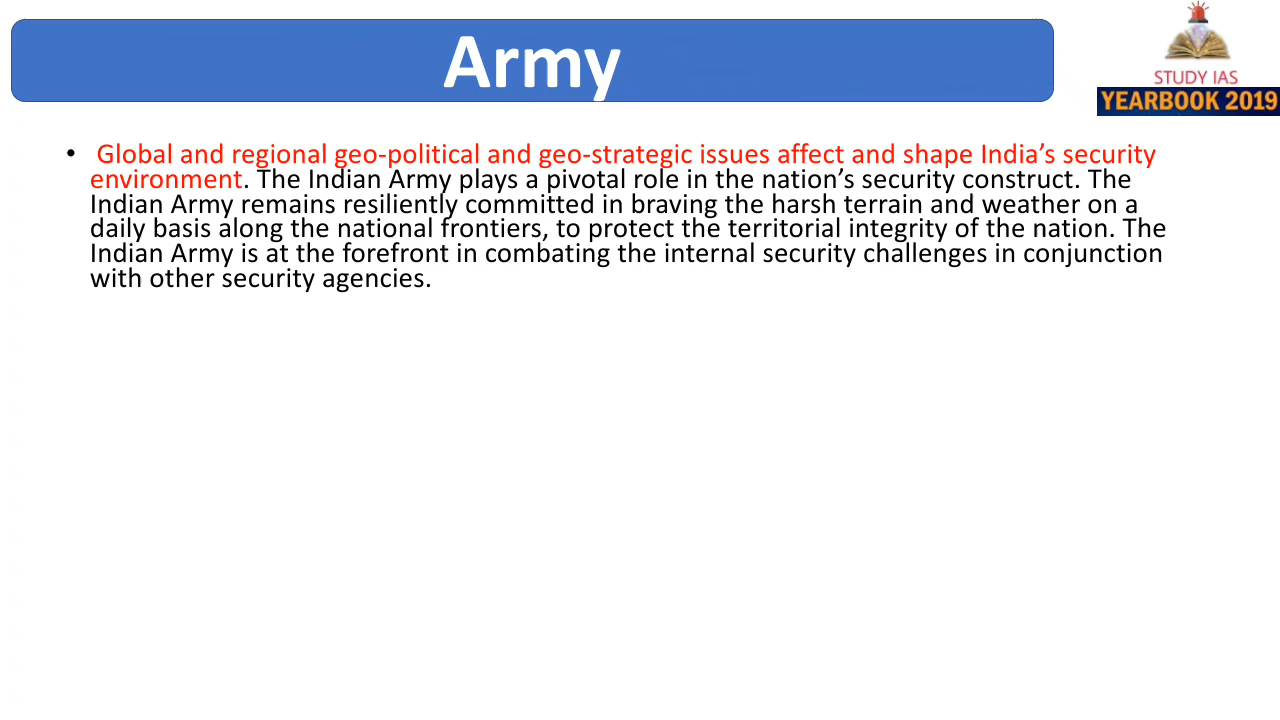 Army
STUDY IAS
YEARBOOK 2019
• Global and regional geo-political and geo-strategic issues affect and shape India’s security
environment. The Indian Army plays a pivotal role in the nation’s security construct. The
Indian Army remains resiliently committed in braving the harsh terrain and weather on a
daily basis along the national frontiers, to protect the territorial integrity of the nation. The
Indian Army is at the forefront in combating the internal security challenges in conjunction
with other security agencies.